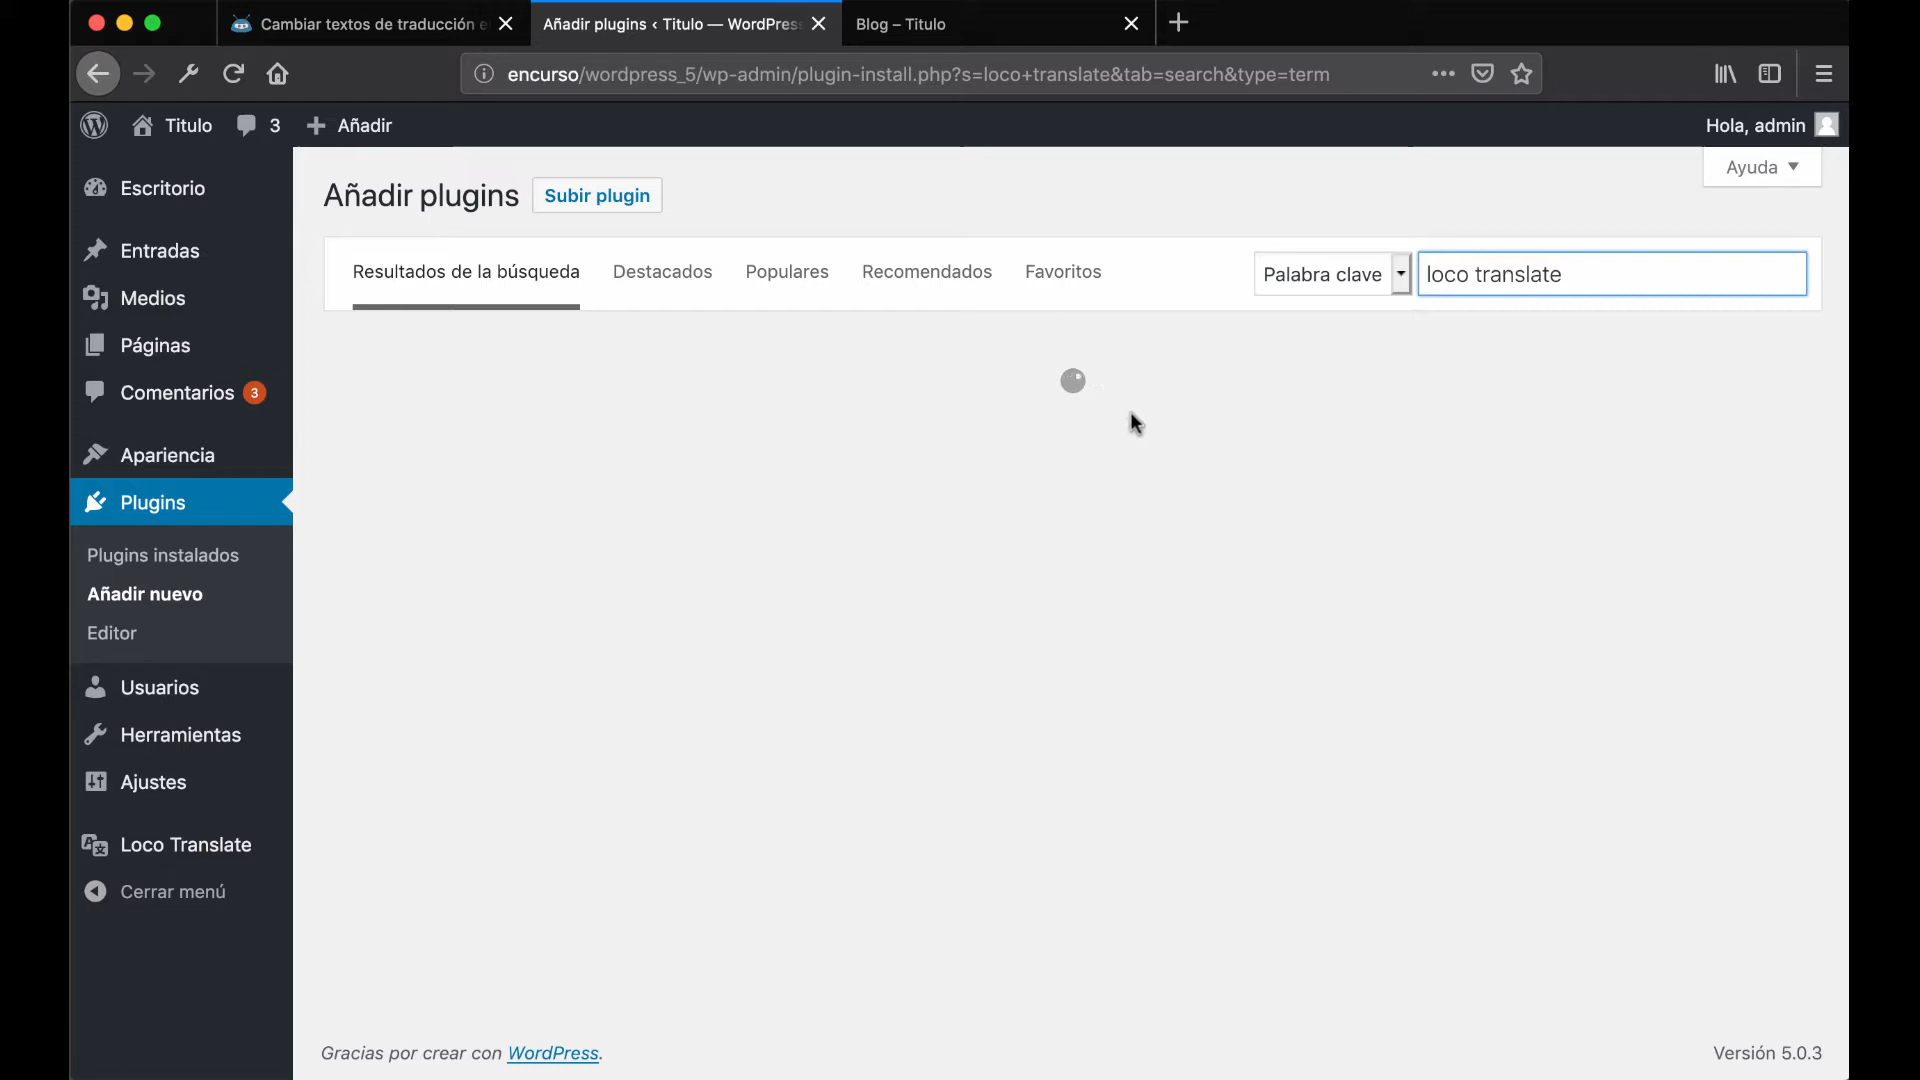 Cambiar textos de traducción e
Añadir plugins ‹ Titulo — WordPress
Blog – Titulo
encurso/wordpress_5/wp-admin/plugin-install.php?s=loco+translate&tab=search&type=term
Titulo
3
Añadir
Hola, admin
Ayuda
Escritorio
Entradas
Medios
Páginas
Comentarios 3
Apariencia
Plugins
Plugins instalados
Añadir nuevo
Editor
Usuarios
Herramientas
Ajustes
Loco Translate
Cerrar menú
Añadir plugins
Subir plugin
Resultados de la búsqueda
Destacados
Populares
Recomendados
Favoritos
Palabra clave
loco translate
Gracias por crear con WordPress.
Versión 5.0.3